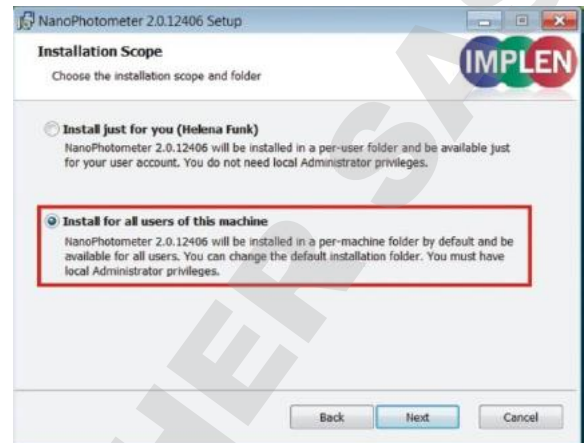 NanoPhotometer 2.0.12406 Setup
Installation Scope
Choose the installation scope and folder
IMPLEN
Install just for you (Helena Funk)
NanoPhotometer 2.0.12406 will be installed in a per-user folder and be available just
for your user account. You do not need local Administrator privileges.
Install for all users of this machine
NanoPhotometer 2.0.12406 will be installed in a per-machine folder by default and be
available for all users. You can change the default installation folder. You must have
local Administrator privileges.
Back Next Cancel